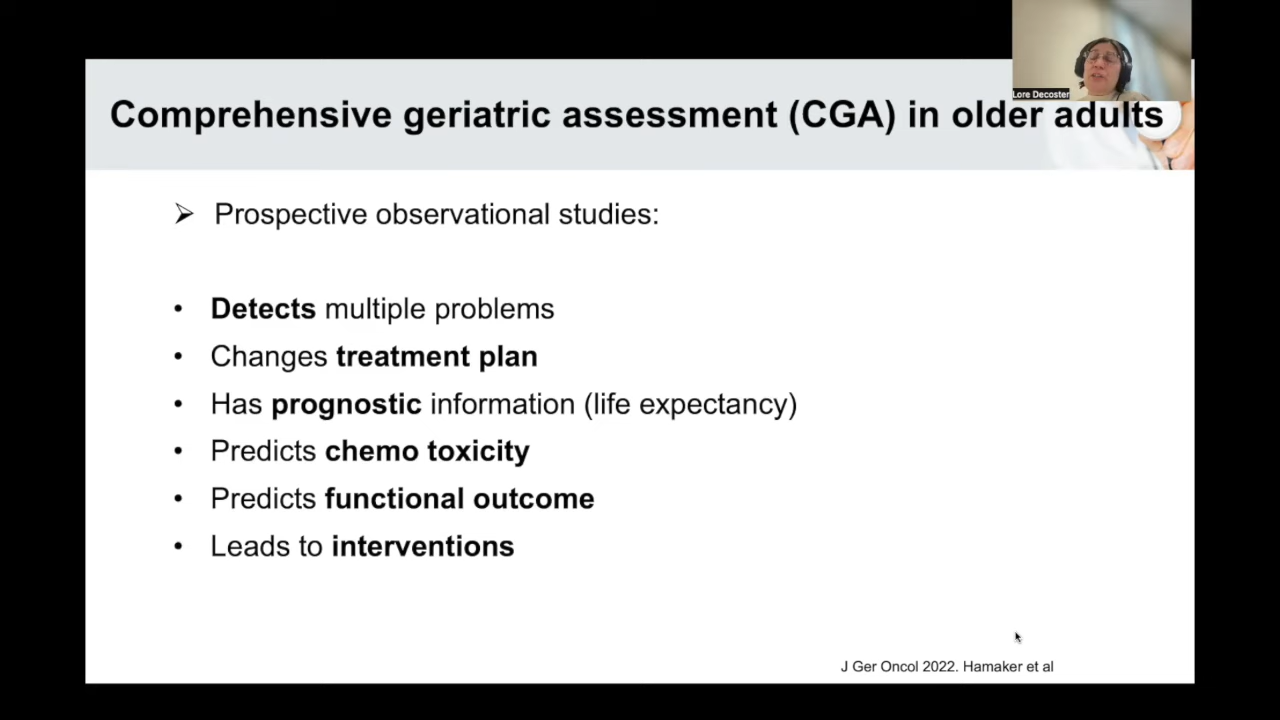 Lore Decoster
Comprehensive geriatric assessment (CGA) in older adults
➢ Prospective observational studies:
• Detects multiple problems
• Changes treatment plan
• Has prognostic information (life expectancy)
• Predicts chemo toxicity
• Predicts functional outcome
• Leads to interventions
J Ger Oncol 2022. Hamaker et al